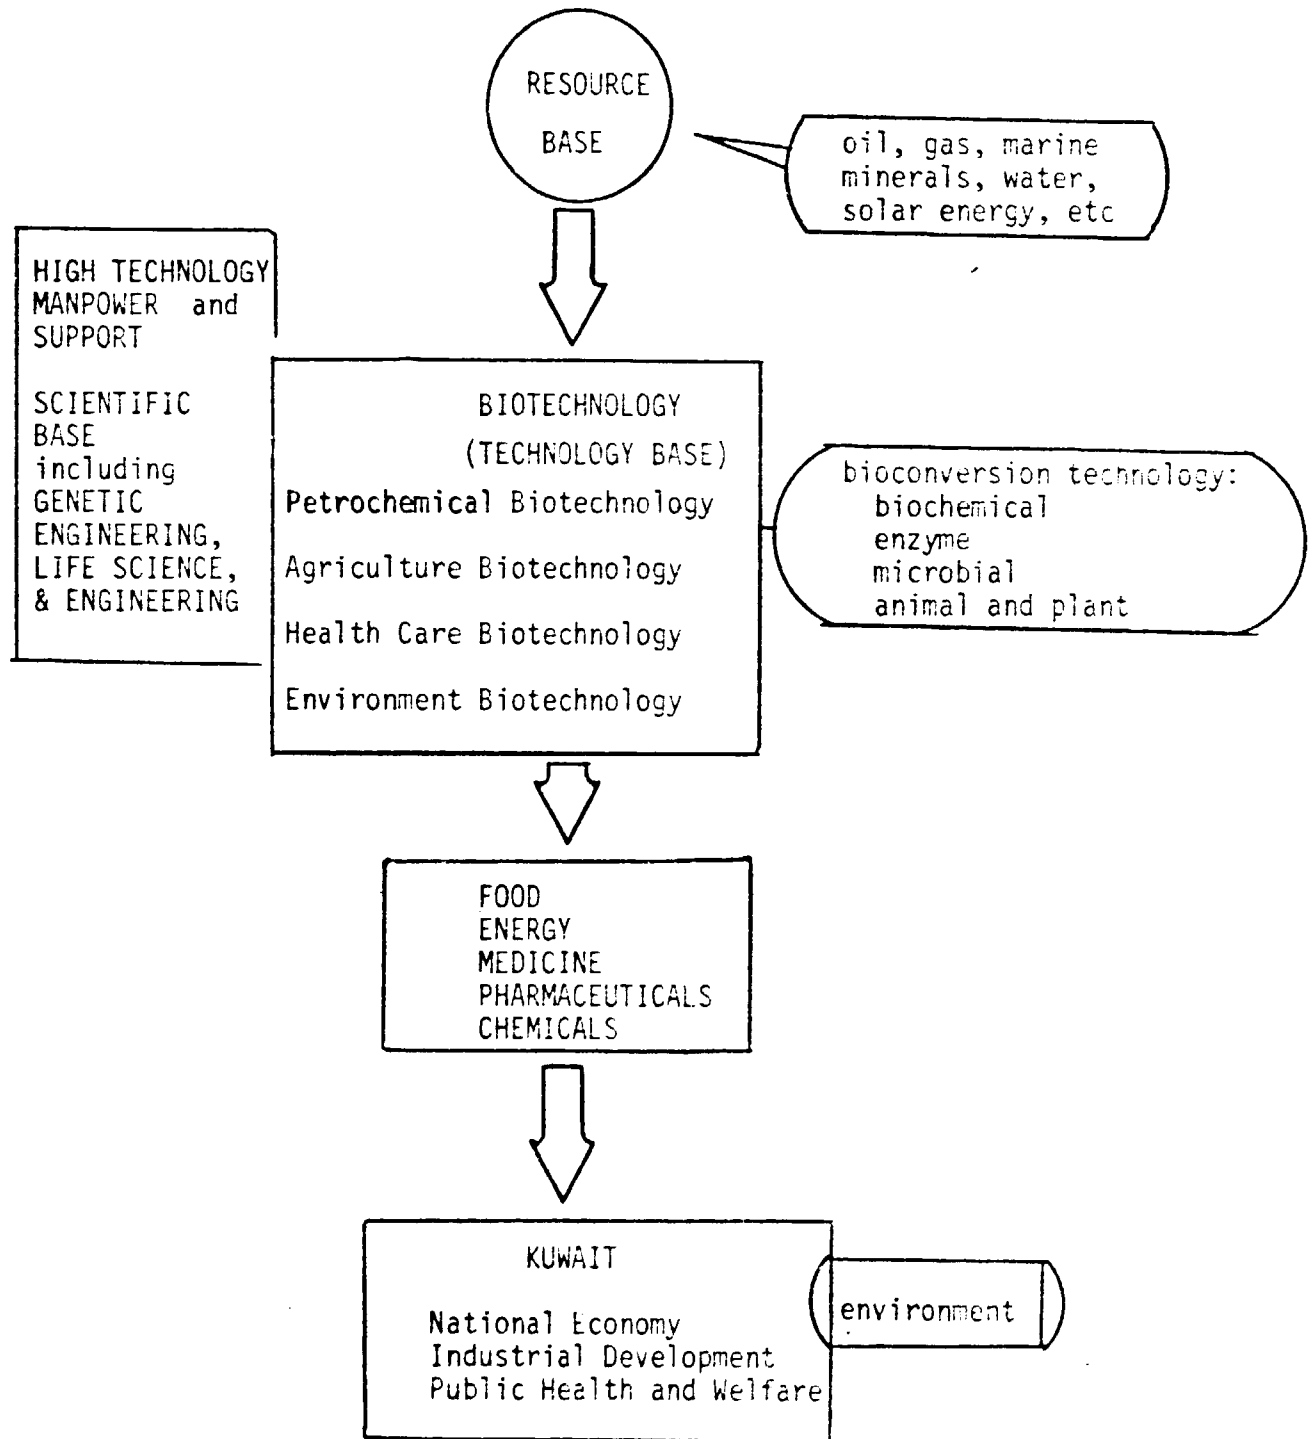 RESOURCE
BASE
oil, gas, marine
minerals, water,
solar energy, etc
HIGH TECHNOLOGY
MANPOWER and
SUPPORT
SCIENTIFIC
BASE
including
GENETIC
ENGINEERING,
LIFE SCIENCE,
& ENGINEERING
BIOTECHNOLOGY
(TECHNOLOGY BASE)
Petrochemical Biotechnology
Agriculture Biotechnology
Health Care Biotechnology
Environment Biotechnology
bioconversion technology:
biochemical
enzyme
microbial
animal and plant
FOOD
ENERGY
MEDICINE
PHARMACEUTICALS
CHEMICALS
KUWAIT
National Economy
Industrial Development
Public Health and Welfare
environment